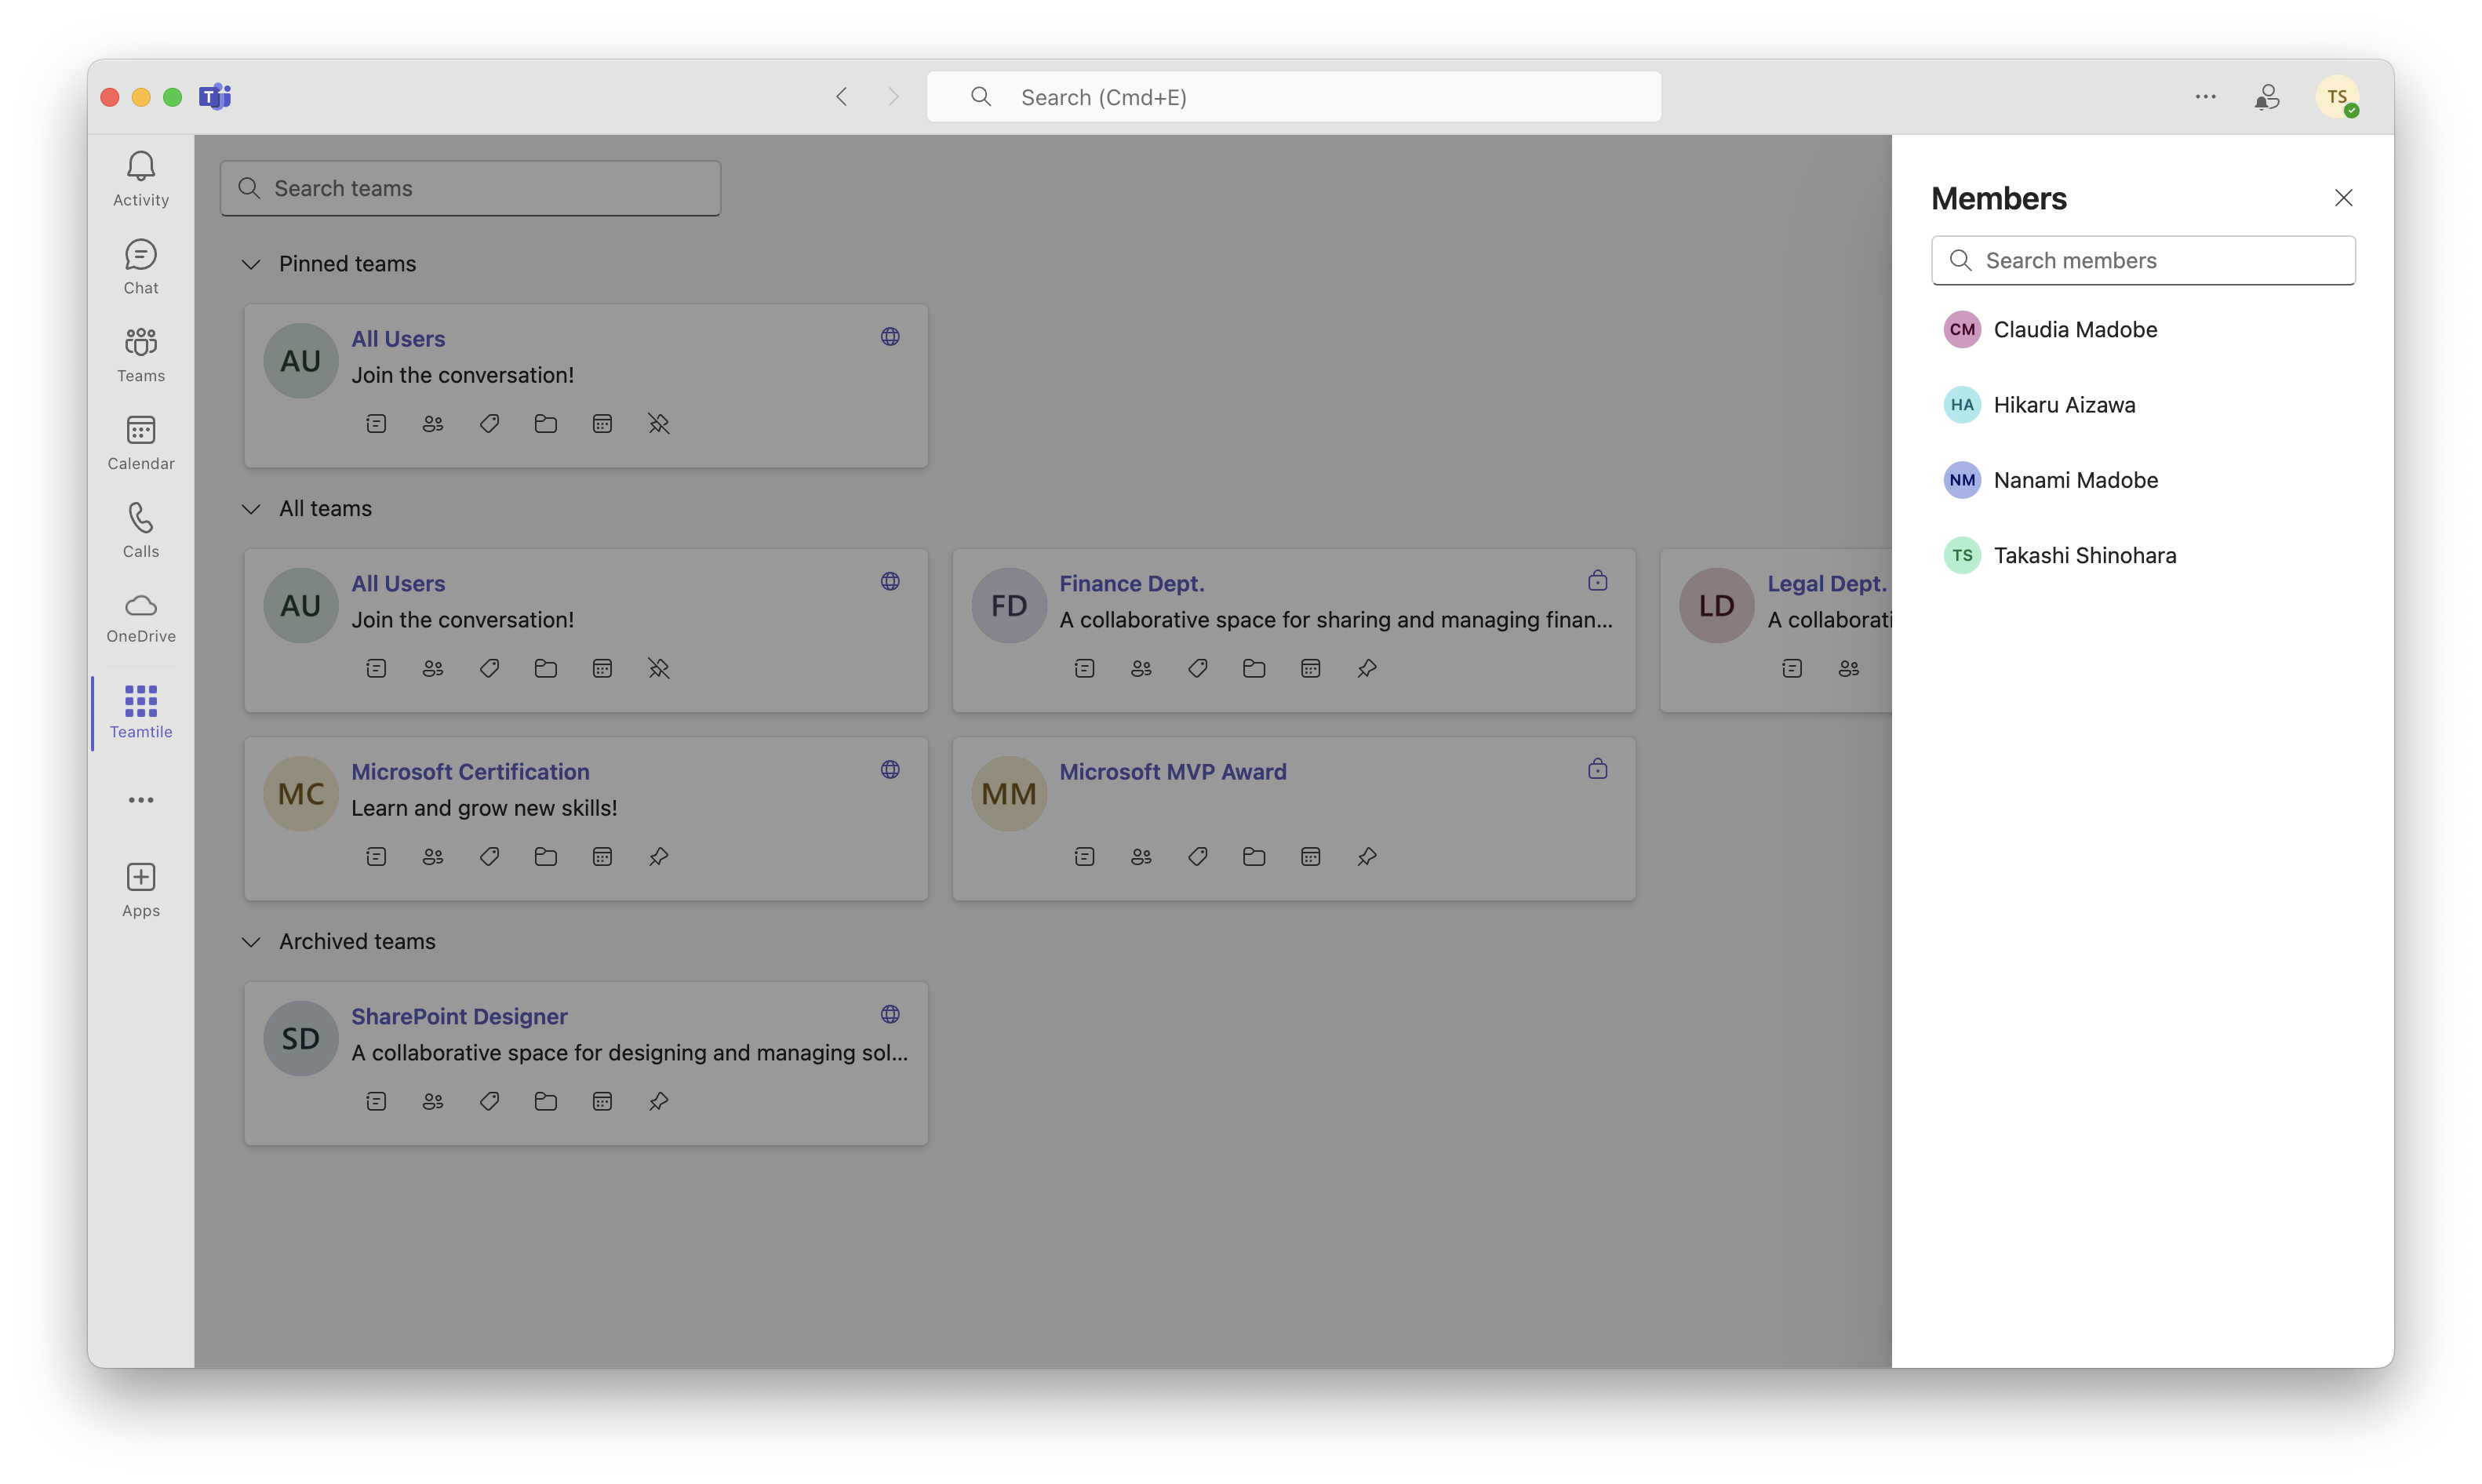 Search (Cmd+E)
TS
Activity
Chat
Teams
Calendar
Calls
OneDrive
Teamtile
Apps
Search teams
Pinned teams
AU
All Users
Join the conversation!
All teams
AU
All Users
Join the conversation!
FD
Finance Dept.
A collaborative space for sharing and managing finan...
LD
Legal Dept.
A collaborati
MC
Microsoft Certification
Learn and grow new skills!
MM
Microsoft MVP Award
Archived teams
SD
SharePoint Designer
A collaborative space for designing and managing sol...
Members
Search members
CM Claudia Madobe
HA Hikaru Aizawa
NM Nanami Madobe
TS Takashi Shinohara